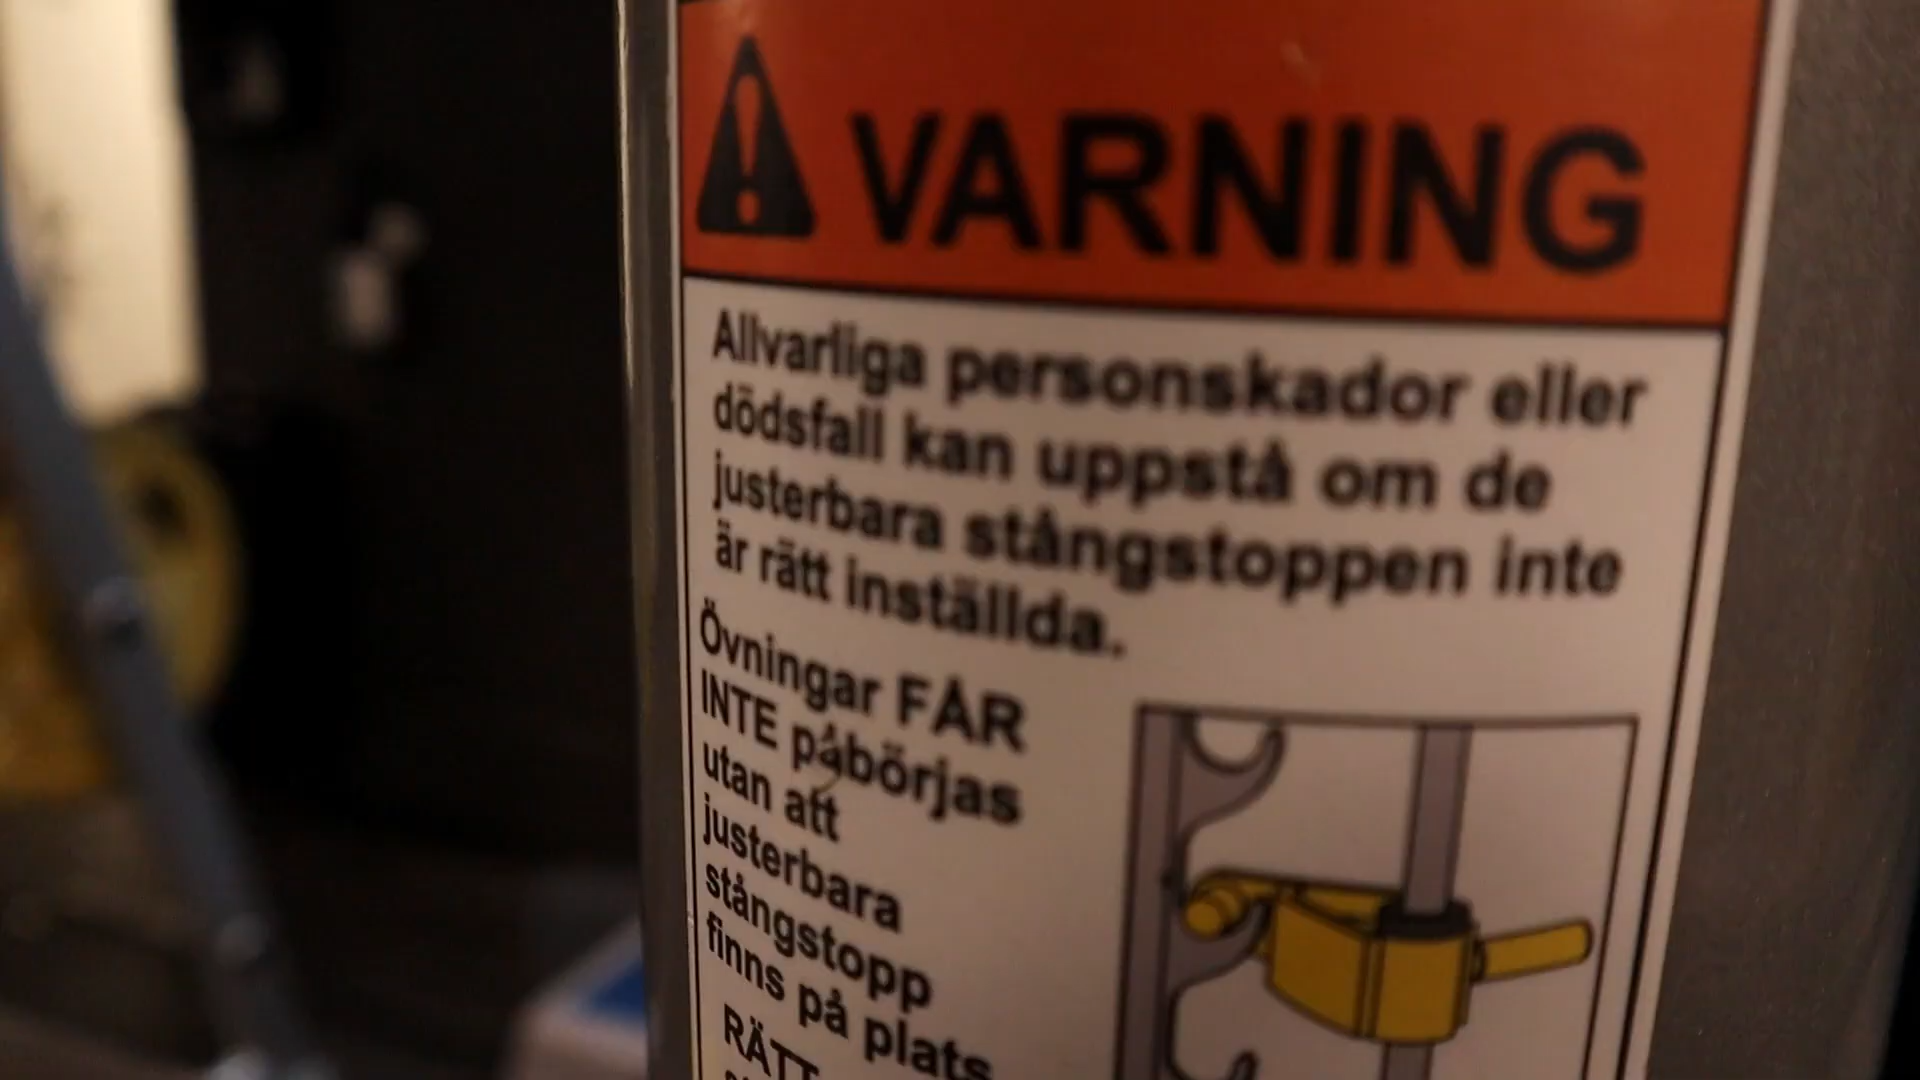 VARNING
Allvarliga personskador eller
dödsfall kan uppstå om de
justerbara stångstoppen inte
är rätt inställda.
Övningar FÅR
INTE påbörjas
utan att
justerbara
stångstopp
finns på plats
RÄTT